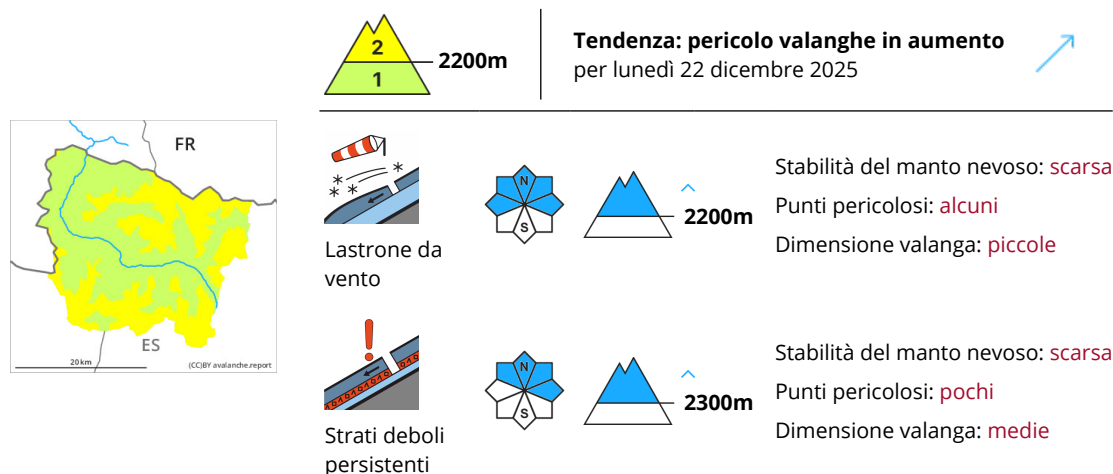 2
1
2200m
Tendenza: pericolo valanghe in aumento
per lunedì 22 dicembre 2025
FR
ES
20 km
(CC)BY avalanche.report
Lastrone da
vento
N
S
2200m
Stabilità del manto nevoso: scarsa
Punti pericolosi: alcuni
Dimensione valanga: piccole
Strati deboli
persistenti
N
S
2300m
Stabilità del manto nevoso: scarsa
Punti pericolosi: pochi
Dimensione valanga: medie